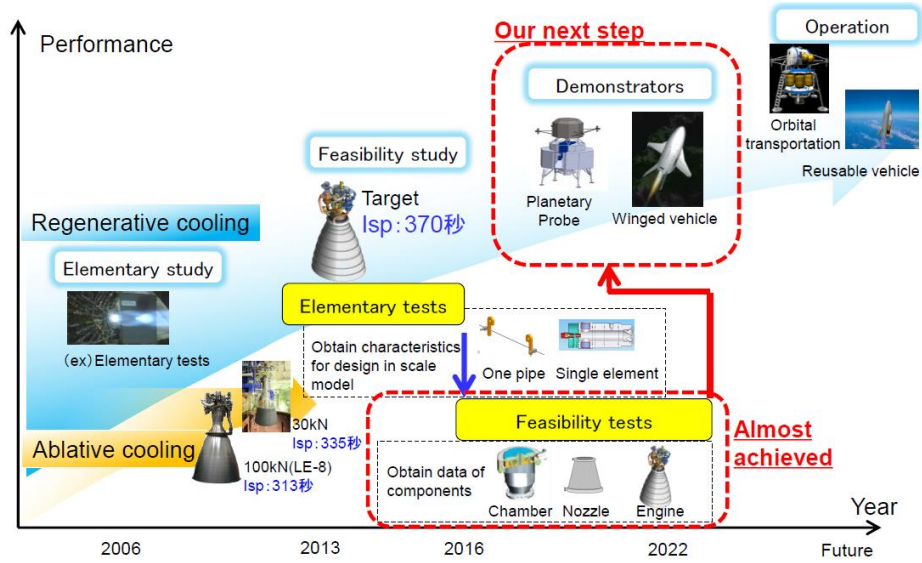 Performance
Our next step
Operation
Demonstrators
Orbital
transportation
Reusable vehicle
Planetary
Probe
Winged vehicle
Feasibility study
Target
Isp：370秒
Regenerative cooling
Elementary study
（ex）Elementary tests
Elementary tests
Obtain characteristics
for design in scale
model
One pipe
Single element
30kN
Isp：335秒
Ablative cooling
100kN(LE-8)
Isp：313秒
Feasibility tests
Almost
achieved
Obtain data of
components
Chamber
Nozzle
Engine
Year
2006
2013
2016
2022
Future